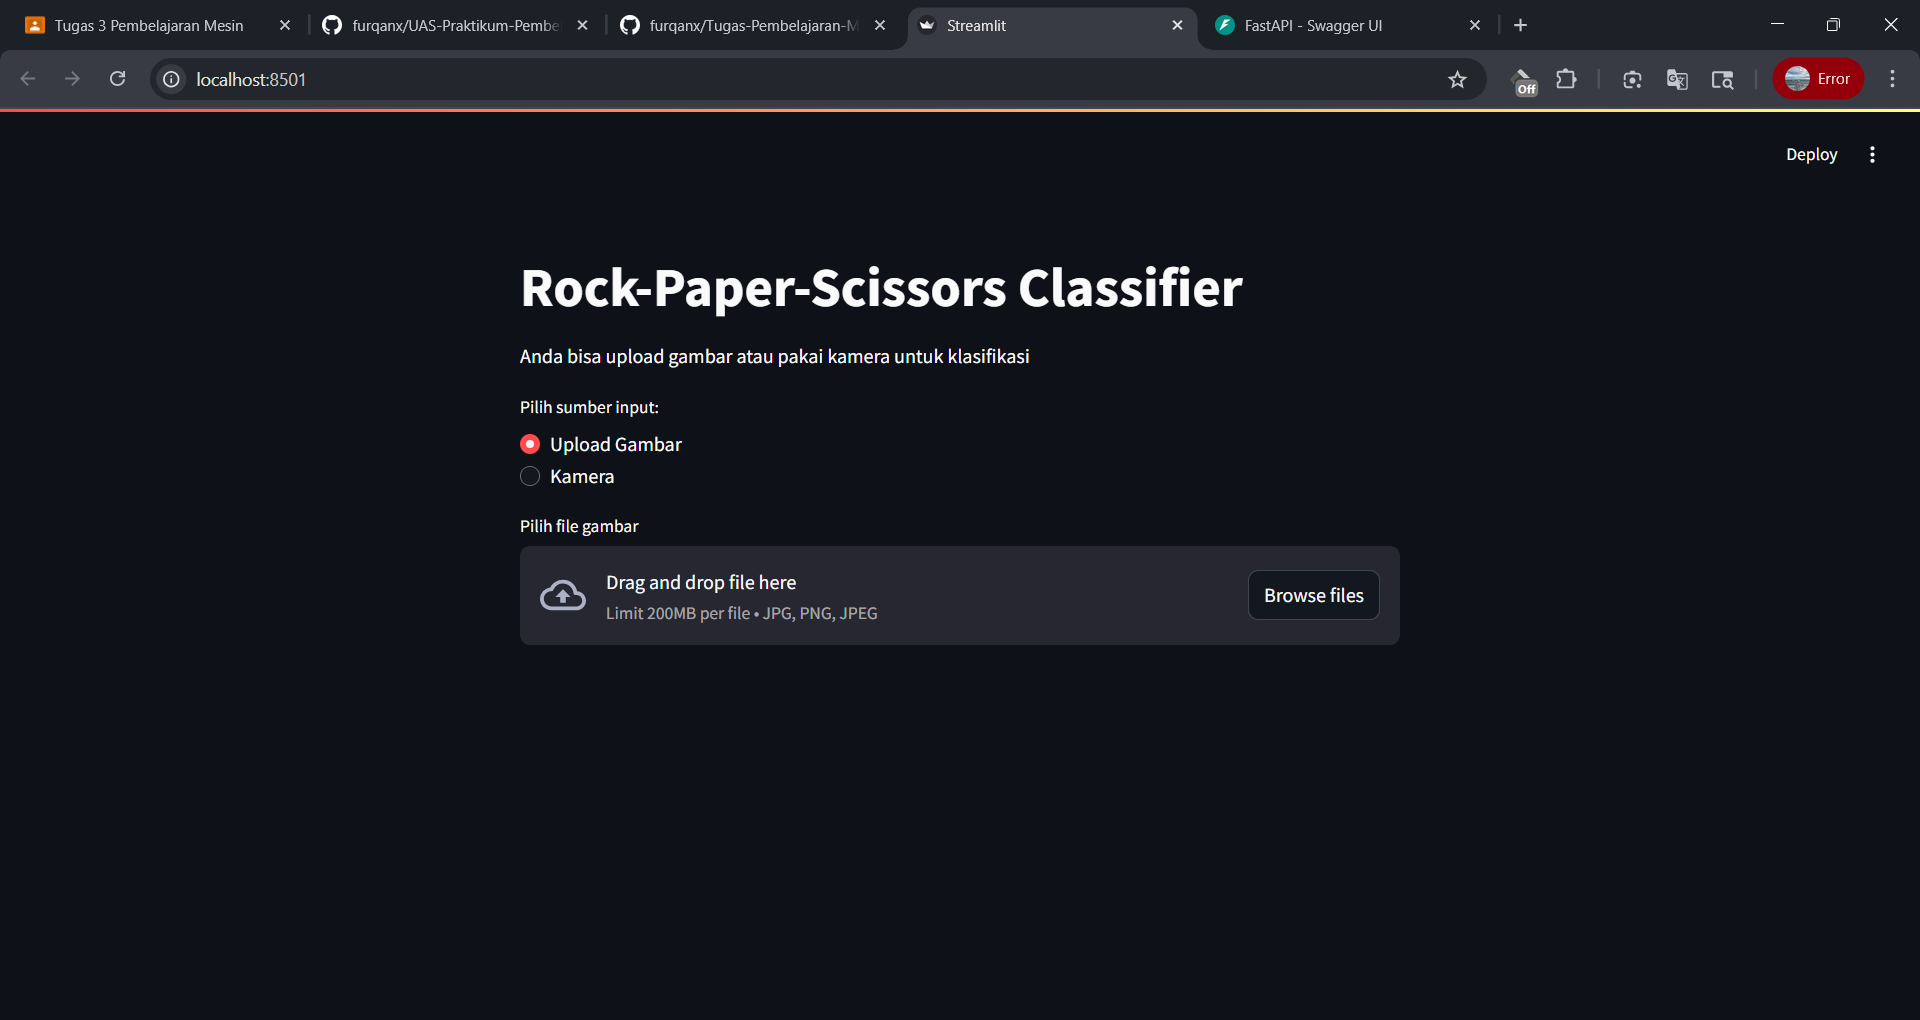 Tugas 3 Pembelajaran Mesin
furqanx/UAS-Praktikum-Pembe
furqanx/Tugas-Pembelajaran-M
Streamlit
FastAPI - Swagger UI
localhost:8501
Off
Error
Deploy
Rock-Paper-Scissors Classifier
Anda bisa upload gambar atau pakai kamera untuk klasifikasi
Pilih sumber input:
Upload Gambar
Kamera
Pilih file gambar
Drag and drop file here
Limit 200MB per file • JPG, PNG, JPEG
Browse files